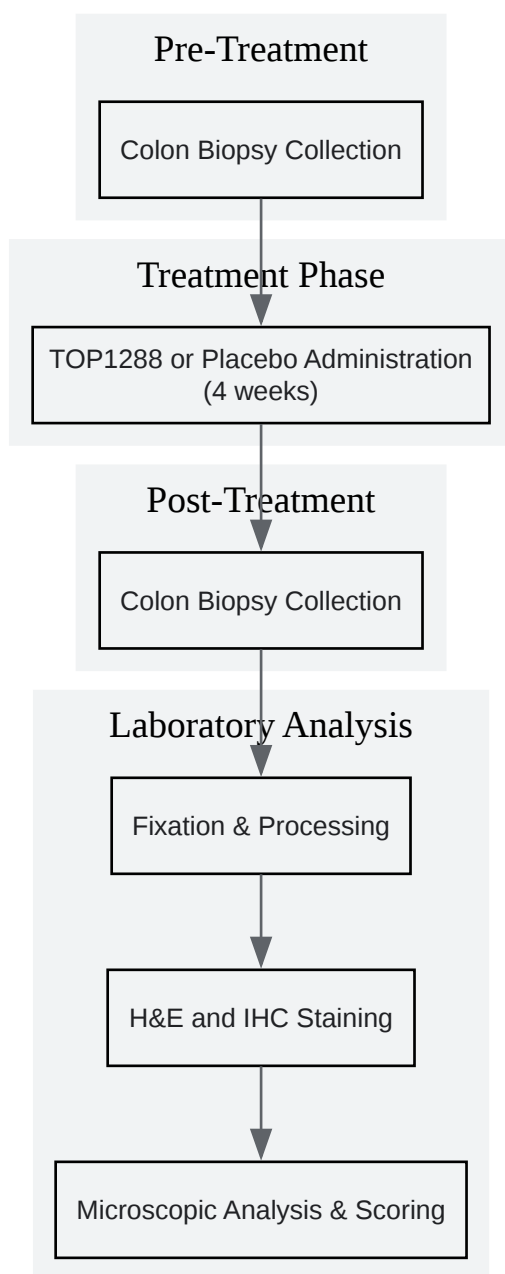 Pre-Treatment
Colon Biopsy Collection
Treatment Phase
TOP1288 or Placebo Administration
(4 weeks)
Post-Treatment
Colon Biopsy Collection
Laboratory Analysis
Fixation & Processing
H&E and IHC Staining
Microscopic Analysis & Scoring